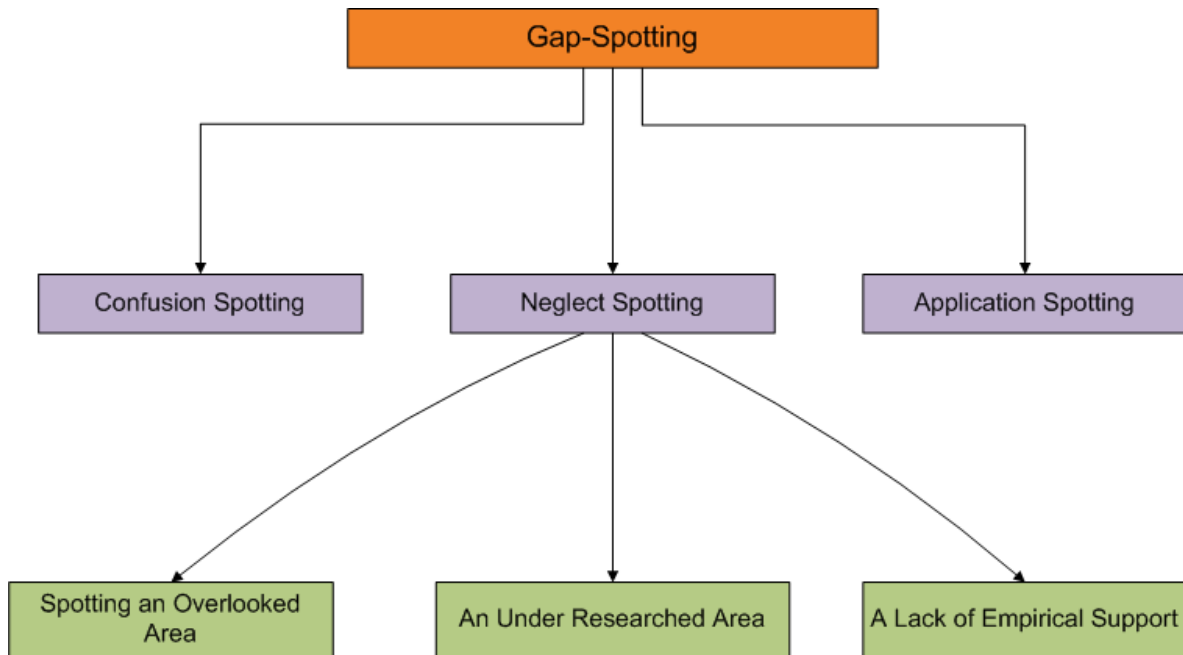 Gap-Spotting
Confusion Spotting
Neglect Spotting
Application Spotting
Spotting an Overlooked
Area
An Under Researched Area
A Lack of Empirical Support